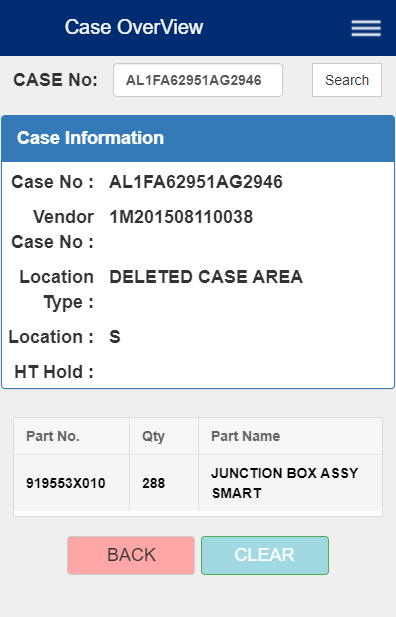 Case OverView
CASE No: AL1FA62951AG2946 Search
Case Information
Case No : AL1FA62951AG2946
Vendor 1M201508110038
Case No :
Location DELETED CASE AREA
Type :
Location : S
HT Hold :
Part No. Qty Part Name
919553X010 288 JUNCTION BOX ASSY
SMART
BACK CLEAR